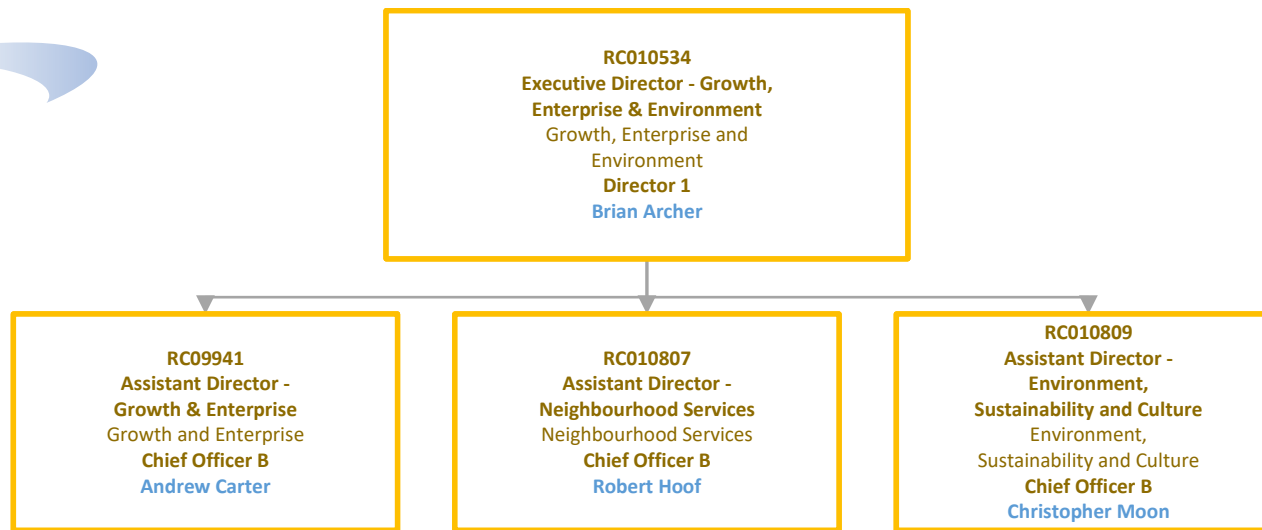 RC010534
Executive Director - Growth,
Enterprise & Environment
Growth, Enterprise and
Environment
Director 1
Brian Archer
RC09941
Assistant Director -
Growth & Enterprise
Growth and Enterprise
Chief Officer B
Andrew Carter
RC010807
Assistant Director -
Neighbourhood Services
Neighbourhood Services
Chief Officer B
Robert Hoof
RC010809
Assistant Director -
Environment,
Sustainability and Culture
Environment,
Sustainability and Culture
Chief Officer B
Christopher Moon